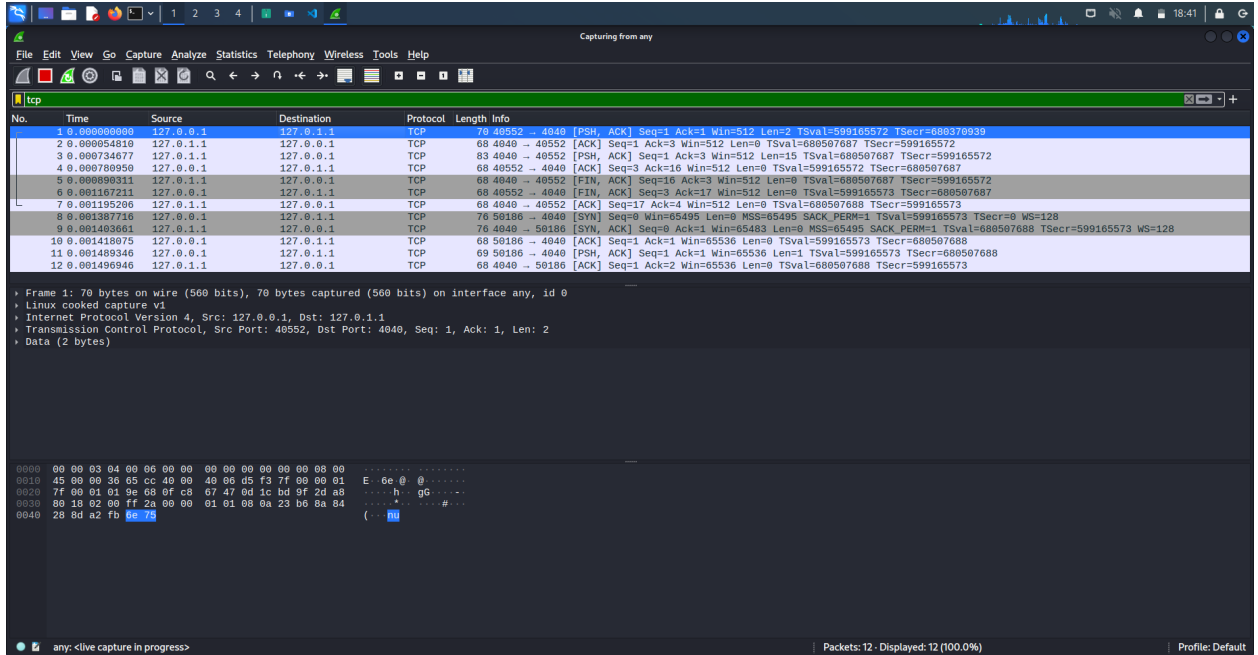 1 2 3 4 18:41
Capturing from any
File Edit View Go Capture Analyze Statistics Telephony Wireless Tools Help
tcp
No. Time Source Destination Protocol Length Info
1 0.000000000 127.0.0.1 127.0.1.1 TCP 70 40552 → 4040 [PSH, ACK] Seq=1 Ack=1 Win=512 Len=2 TSval=599165572 TSecr=680370939
2 0.000054810 127.0.1.1 127.0.0.1 TCP 68 4040 → 40552 [ACK] Seq=1 Ack=3 Win=512 Len=0 TSval=680507687 TSecr=599165572
3 0.000734677 127.0.1.1 127.0.0.1 TCP 83 4040 → 40552 [PSH, ACK] Seq=1 Ack=3 Win=512 Len=15 TSval=680507687 TSecr=599165572
4 0.000780950 127.0.0.1 127.0.1.1 TCP 68 40552 → 4040 [ACK] Seq=3 Ack=16 Win=512 Len=0 TSval=599165572 TSecr=680507687
5 0.000890311 127.0.1.1 127.0.0.1 TCP 68 4040 → 40552 [FIN, ACK] Seq=16 Ack=3 Win=512 Len=0 TSval=680507687 TSecr=599165572
6 0.001167211 127.0.0.1 127.0.1.1 TCP 68 40552 → 4040 [FIN, ACK] Seq=3 Ack=17 Win=512 Len=0 TSval=599165573 TSecr=680507687
7 0.001195206 127.0.1.1 127.0.0.1 TCP 68 4040 → 40552 [ACK] Seq=17 Ack=4 Win=512 Len=0 TSval=680507688 TSecr=599165573
8 0.001387716 127.0.0.1 127.0.1.1 TCP 76 50186 → 4040 [SYN] Seq=0 Win=65495 Len=0 MSS=65495 SACK_PERM=1 TSval=599165573 TSecr=0 WS=128
9 0.001403661 127.0.1.1 127.0.0.1 TCP 76 4040 → 50186 [SYN, ACK] Seq=0 Ack=1 Win=65483 Len=0 MSS=65495 SACK_PERM=1 TSval=680507688 TSecr=599165573 WS=128
10 0.001418075 127.0.0.1 127.0.1.1 TCP 68 50186 → 4040 [ACK] Seq=1 Ack=1 Win=65536 Len=0 TSval=599165573 TSecr=680507688
11 0.001489346 127.0.0.1 127.0.1.1 TCP 69 50186 → 4040 [PSH, ACK] Seq=1 Ack=1 Win=65536 Len=1 TSval=599165573 TSecr=680507688
12 0.001496946 127.0.1.1 127.0.0.1 TCP 68 4040 → 50186 [ACK] Seq=1 Ack=2 Win=65536 Len=0 TSval=680507688 TSecr=599165573
Frame 1: 70 bytes on wire (560 bits), 70 bytes captured (560 bits) on interface any, id 0
Linux cooked capture v1
Internet Protocol Version 4, Src: 127.0.0.1, Dst: 127.0.1.1
Transmission Control Protocol, Src Port: 40552, Dst Port: 4040, Seq: 1, Ack: 1, Len: 2
Data (2 bytes)
0000 00 00 03 04 00 06 00 00 00 00 00 00 00 00 08 00 ········ ········
0010 45 00 00 36 65 cc 40 00 40 06 d5 f3 7f 00 00 01 E··6e·@· @·······
0020 7f 00 01 01 9e 68 0f c8 67 47 0d 1c bd 9f 2d a8 ·····h·· gG····-·
0030 80 18 02 00 ff 2a 00 00 01 01 08 0a 23 b6 8a 84 ·····*·· ····#···
0040 28 8d a2 fb 6e 75 (···nu
any: <live capture in progress> Packets: 12 · Displayed: 12 (100.0%) Profile: Default